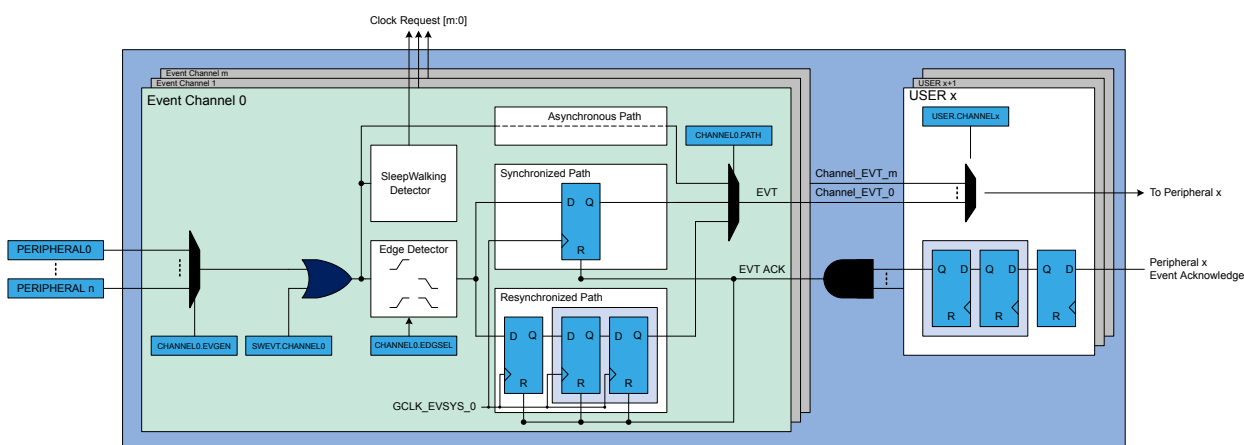 Clock Request [m:0]
Event Channel m
Event Channel 1
Event Channel 0
USER x+1
USER x
Asynchronous Path
CHANNEL0.PATH
USER.CHANNELx
SleepWalking
Detector
Synchronized Path
D Q
R
EVT
Channel_EVT_m
Channel_EVT_0
To Peripheral x
PERIPHERAL0
PERIPHERAL n
Edge Detector
EVT ACK
Q D
R
Q D
R
Q D
R
Peripheral x
Event Acknowledge
Resynchronized Path
D Q
R
D Q
R
D Q
R
CHANNEL0.EVGEN
SWEVT.CHANNEL0
CHANNEL0.EDGSEL
GCLK_EVSYS_0